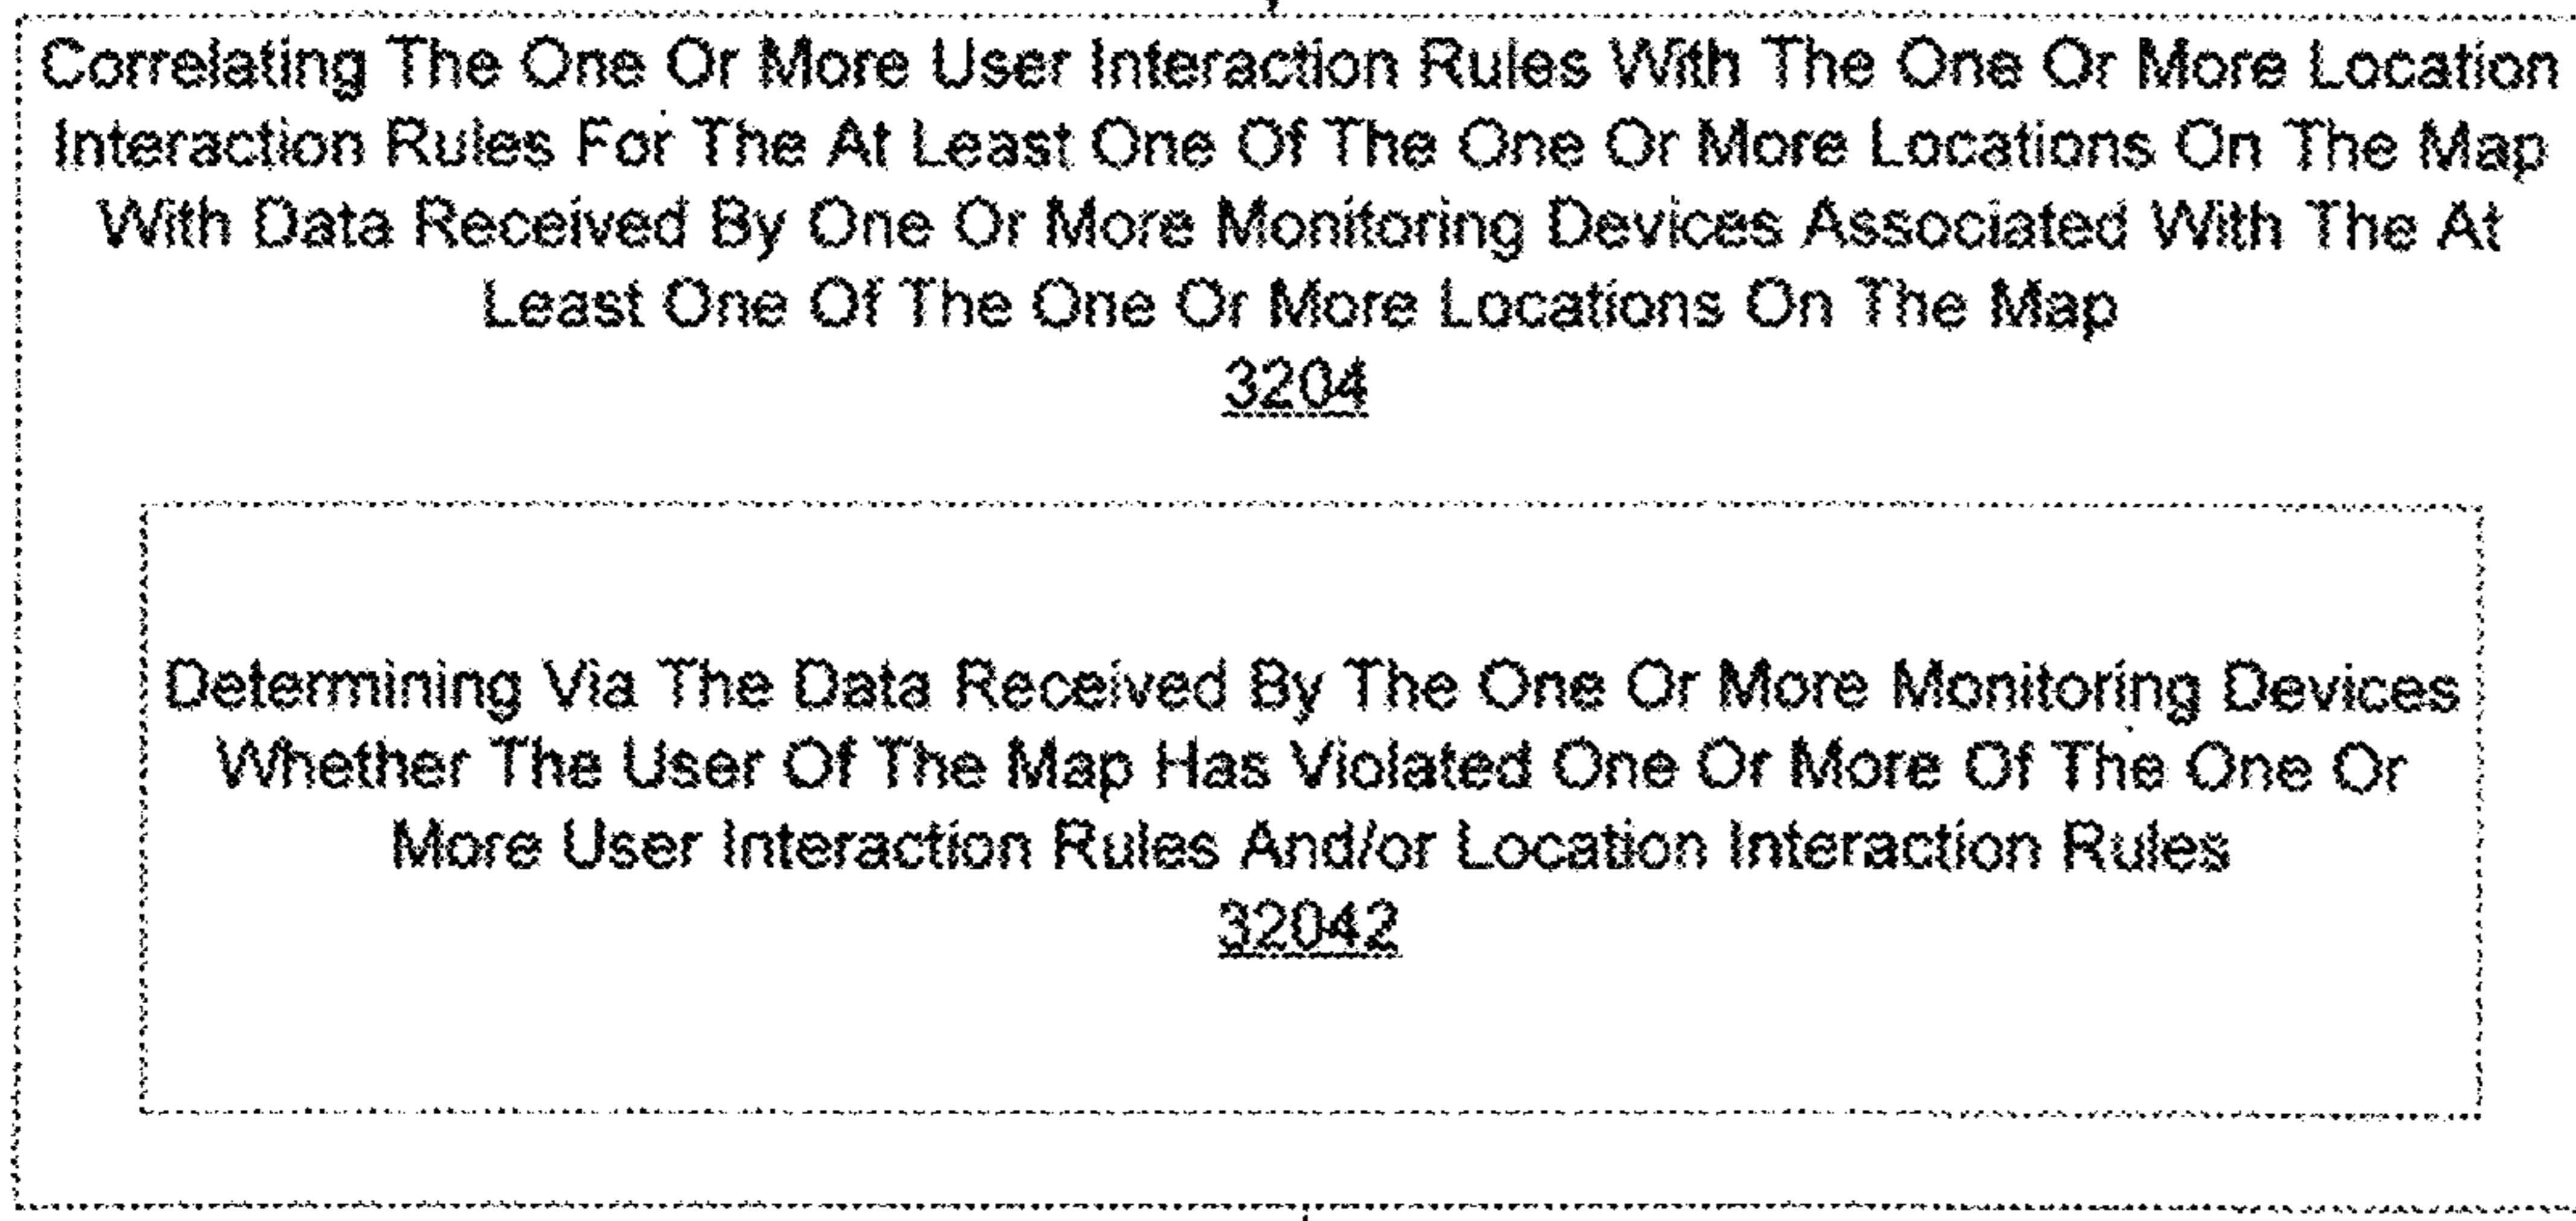 Correlating The One Or More User Interaction Rules With The One Or More Location
Interaction Rules For The At Least One Of The One Or More Locations On The Map
With Data Received By One Or More Monitoring Devices Associated With The At
Least One Of The One Or More Locations On The Map
3204
Determining Via The Data Received By The One Or More Monitoring Devices
Whether The User Of The Map Has Violated One Or More Of The One Or
More User Interaction Rules And/or Location Interaction Rules
32042